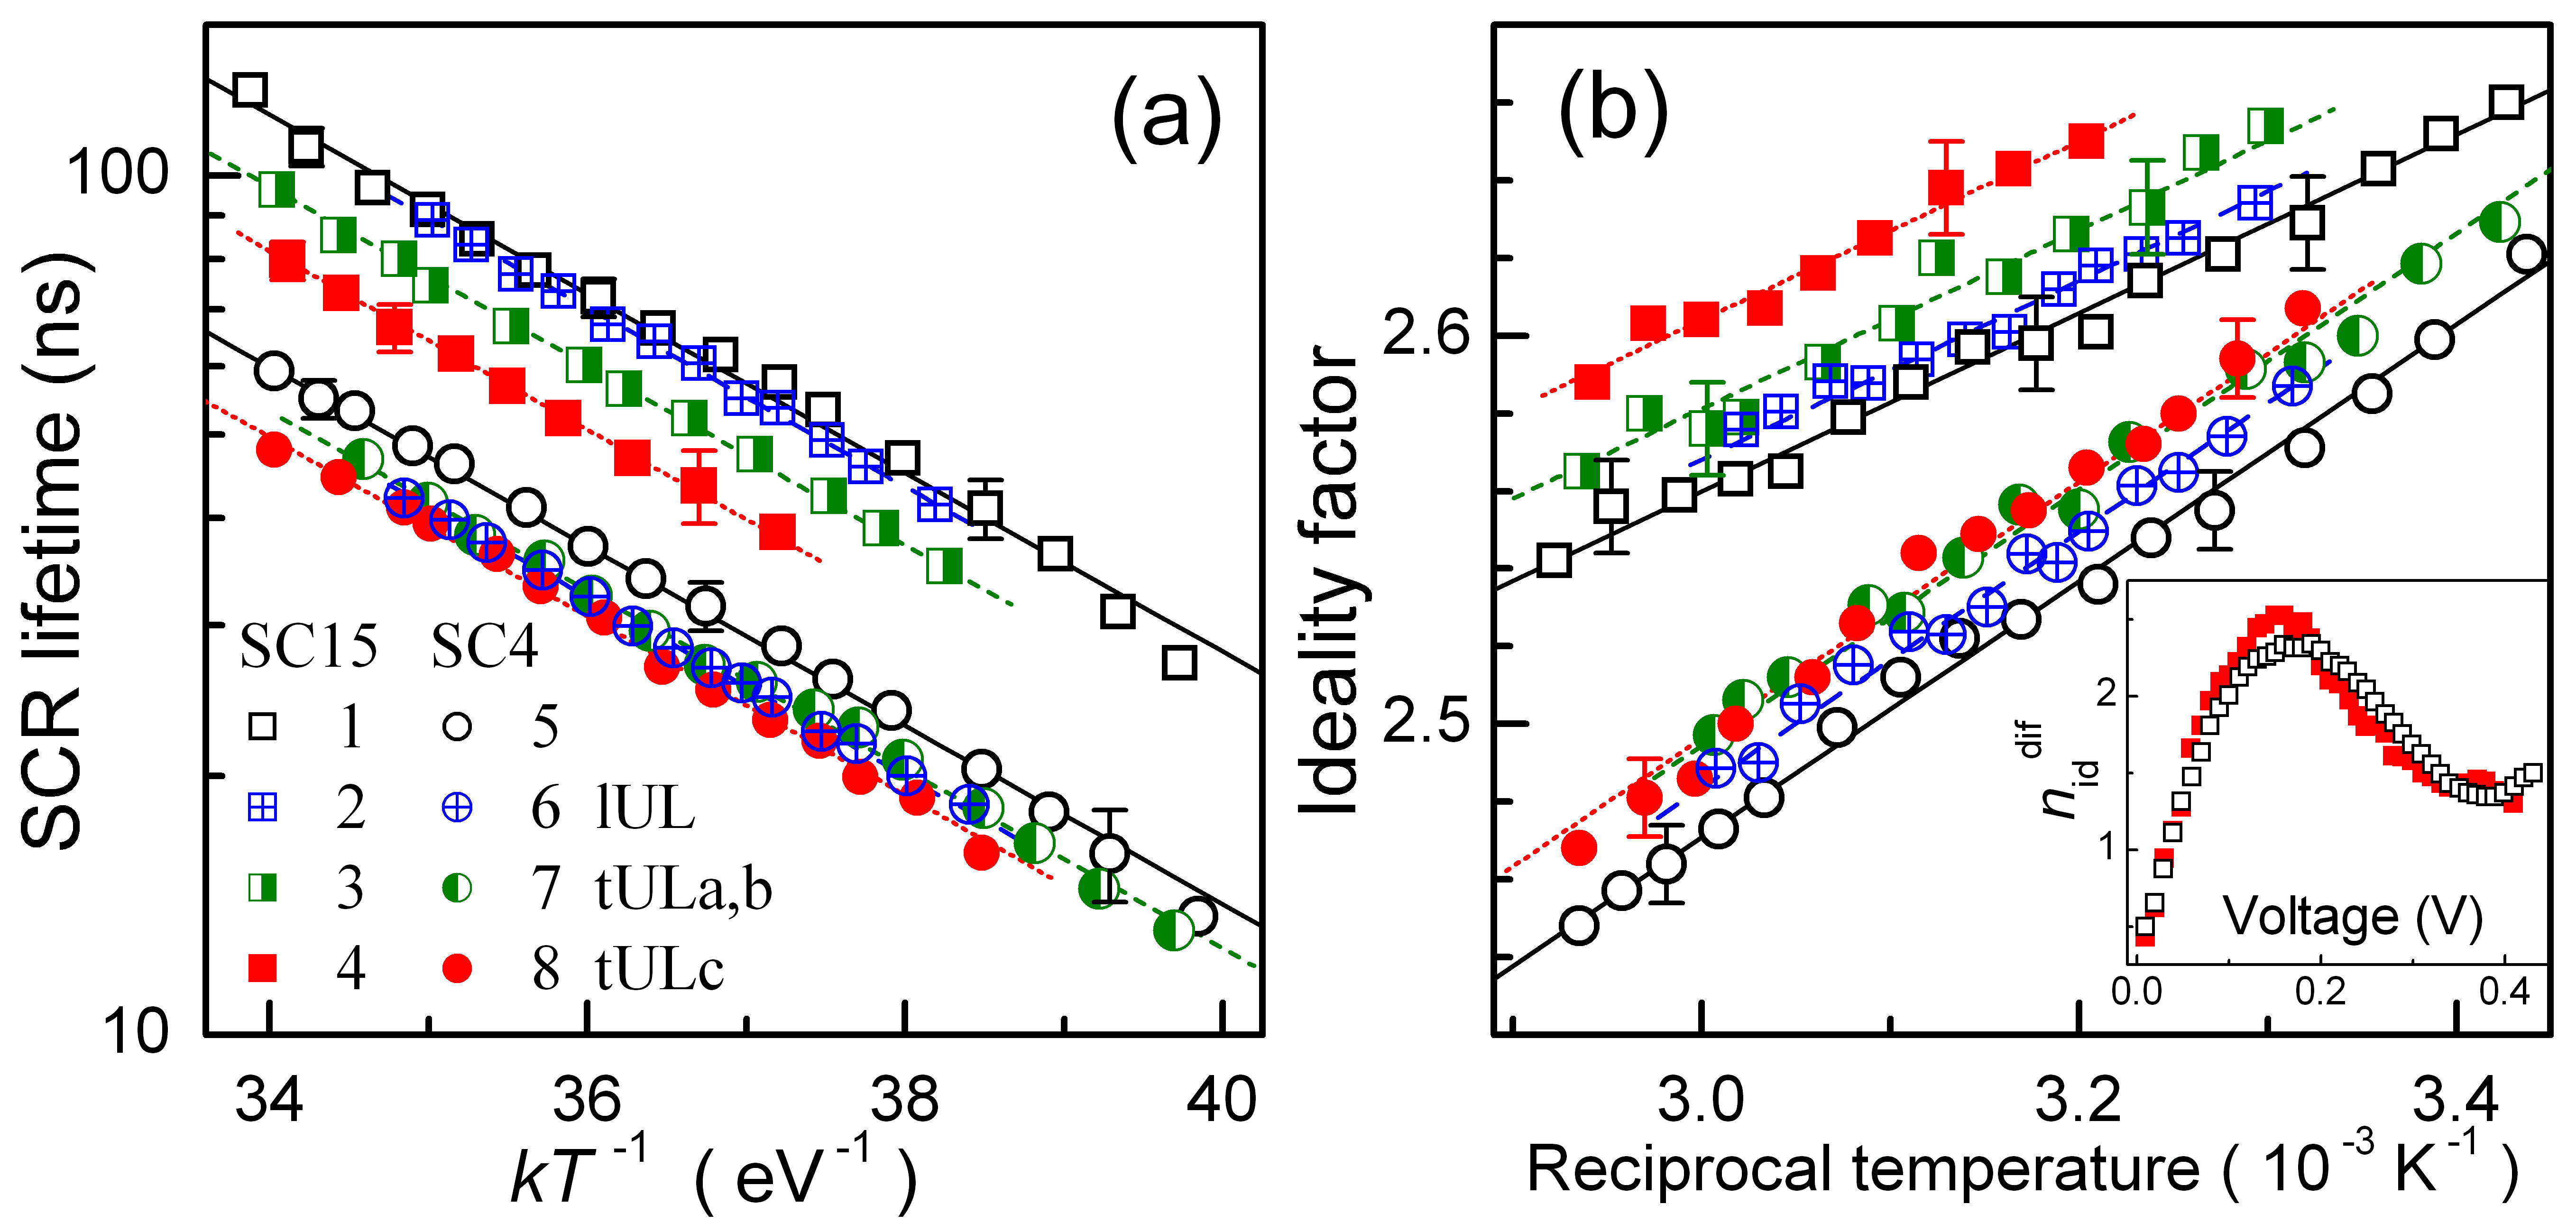 (a)
SCR lifetime (ns)
100
10
SC15 SC4
1 5
2 6 lUL
3 7 tULa,b
4 8 tULc
34 36 38 40
kT⁻¹ ( eV⁻¹ )
(b)
Ideality factor
2.6
2.5
n_id^dif
2
1
Voltage (V)
0.0 0.2 0.4
3.0 3.2 3.4
Reciprocal temperature ( 10⁻³ K⁻¹ )